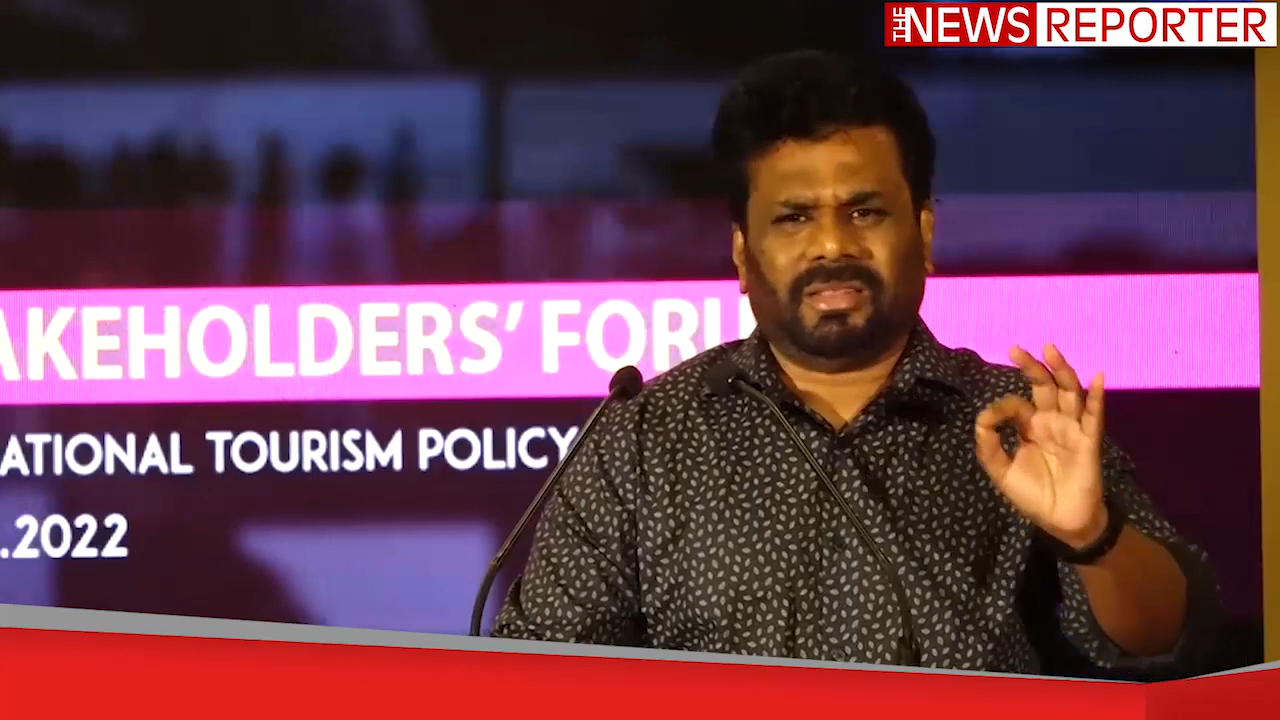 THE NEWS REPORTER
AKEHOLDERS’ FORU
ATIONAL TOURISM POLICY
.2022